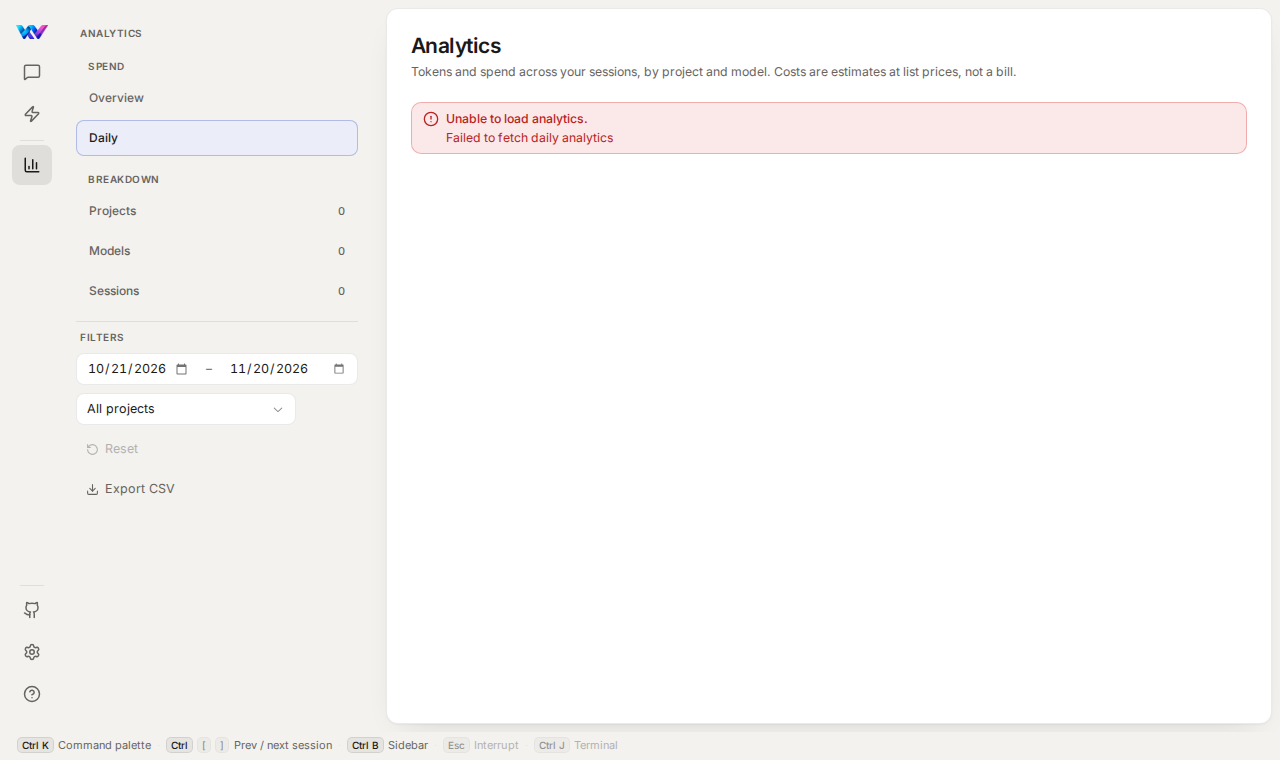 ANALYTICS
SPEND
Overview
Daily
BREAKDOWN
Projects 0
Models 0
Sessions 0
FILTERS
10/21/2026 – 11/20/2026
All projects
Reset
Export CSV
Analytics
Tokens and spend across your sessions, by project and model. Costs are estimates at list prices, not a bill.
Unable to load analytics.
Failed to fetch daily analytics
Ctrl K Command palette Ctrl [ ] Prev / next session Ctrl B Sidebar Esc Interrupt Ctrl J Terminal